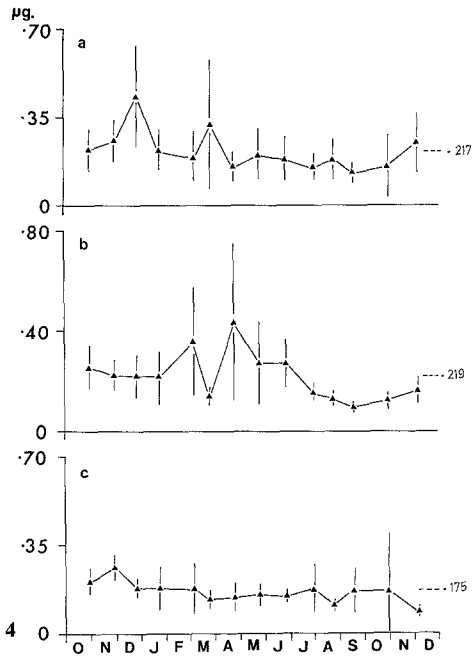 µg.
.70
a
.35
--- 217
0
.80
b
.40
---- 219
0
.70
c
.35
---- 175
4
0
O N D J F M A M J J A S O N D